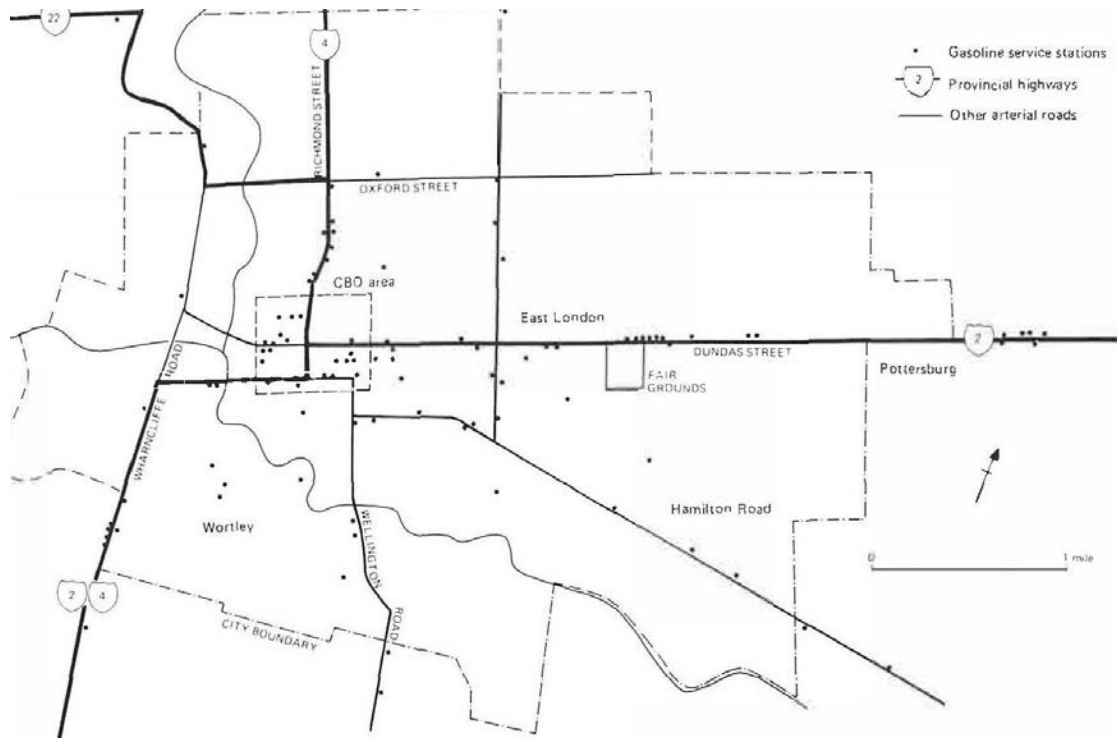 22
4
Gasoline service stations
2
Provincial highways
Other arterial roads
RICHMOND STREET
OXFORD STREET
CBO area
East London
DUNDAS STREET
2
Pottersburg
FAIR
GROUNDS
WHARNCLIFFE ROAD
Wortley
WELLINGTON ROAD
Hamilton Road
0
1 mile
2
4
CITY BOUNDARY